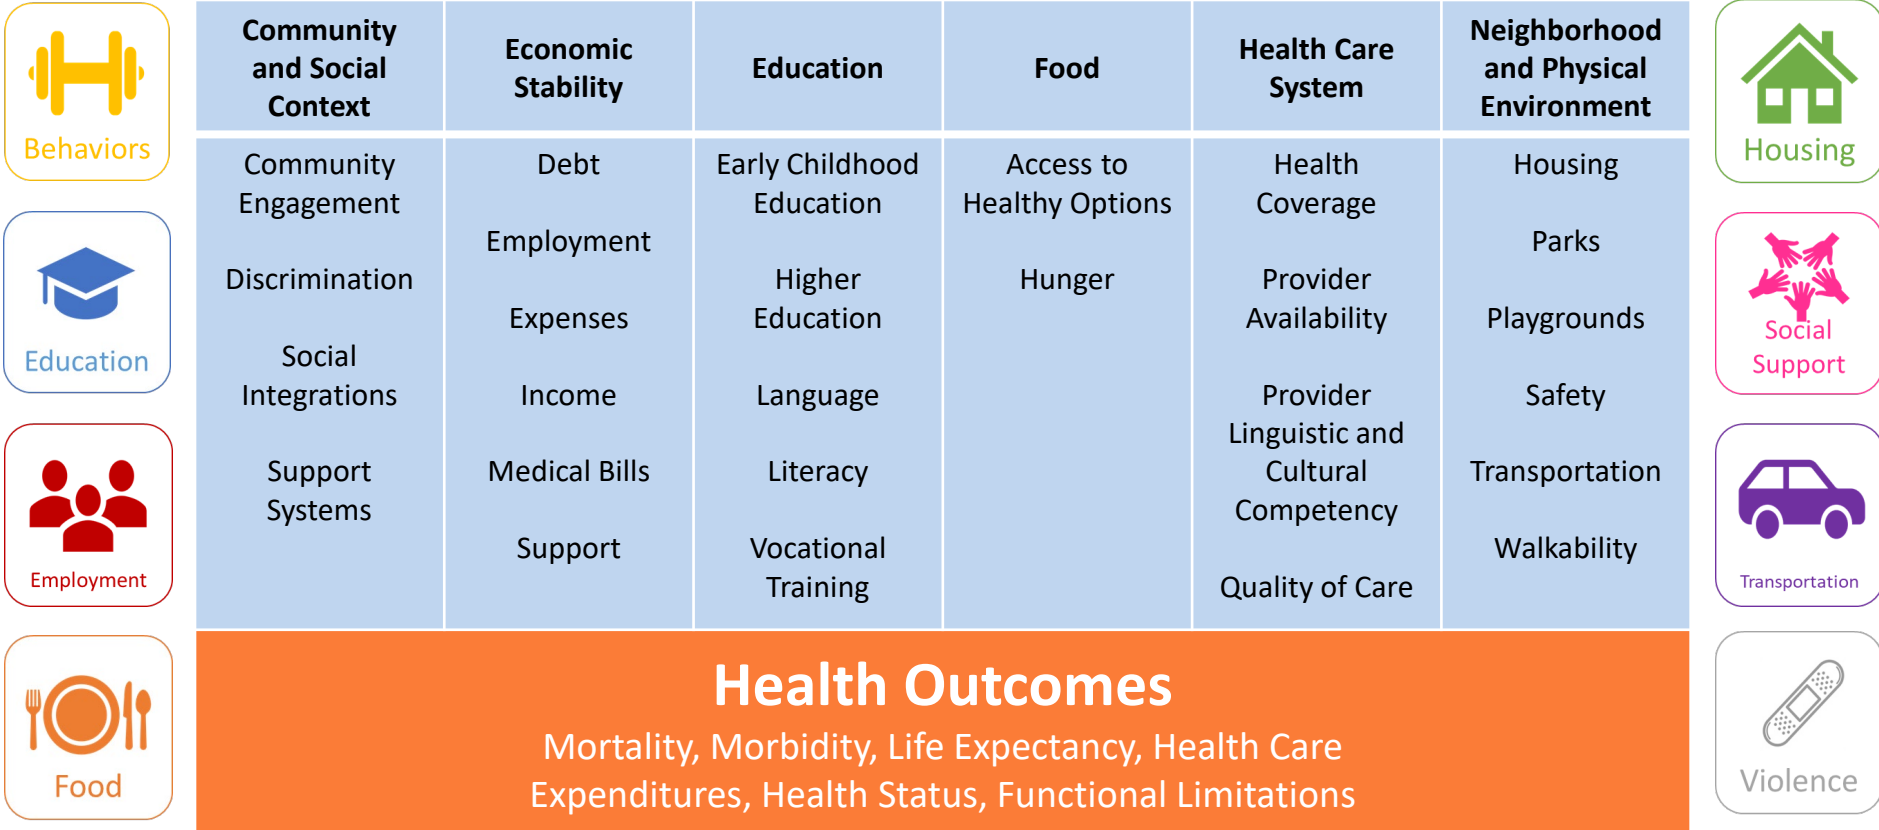 Behaviors
Education
Employment
Food
Community
and Social
Context
Community
Engagement
Discrimination
Social
Integrations
Support
Systems
Economic
Stability
Debt
Employment
Expenses
Income
Medical Bills
Support
Education
Early Childhood
Education
Higher
Education
Language
Literacy
Vocational
Training
Food
Access to
Healthy Options
Hunger
Health Care
System
Health
Coverage
Provider
Availability
Provider
Linguistic and
Cultural
Competency
Quality of Care
Neighborhood
and Physical
Environment
Housing
Parks
Playgrounds
Safety
Transportation
Walkability
Health Outcomes
Mortality, Morbidity, Life Expectancy, Health Care
Expenditures, Health Status, Functional Limitations
Housing
Social
Support
Transportation
Violence